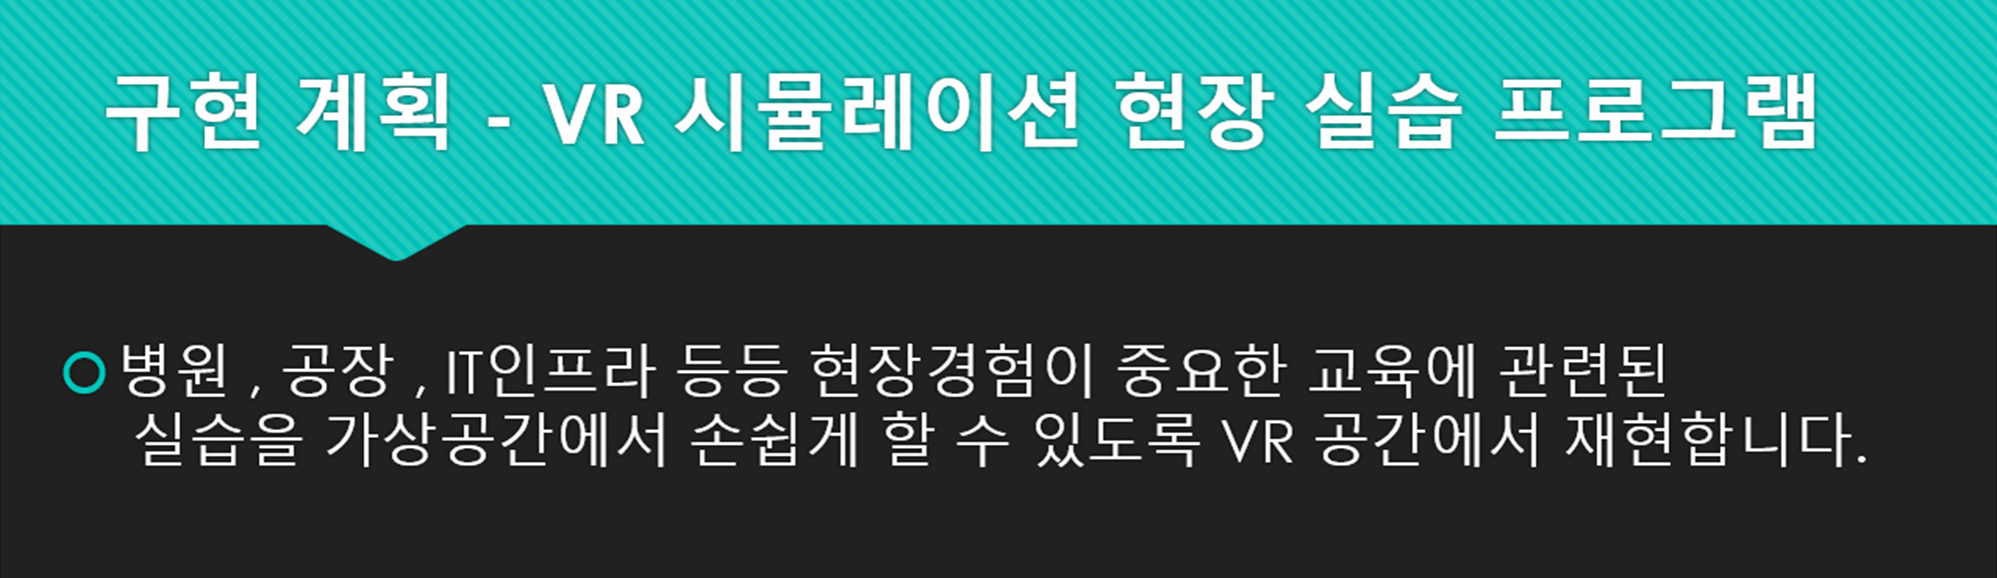 구현 계획 - VR 시뮬레이션 현장 실습 프로그램
병원 , 공장 , IT인프라 등등 현장경험이 중요한 교육에 관련된
실습을 가상공간에서 손쉽게 할 수 있도록 VR 공간에서 재현합니다.